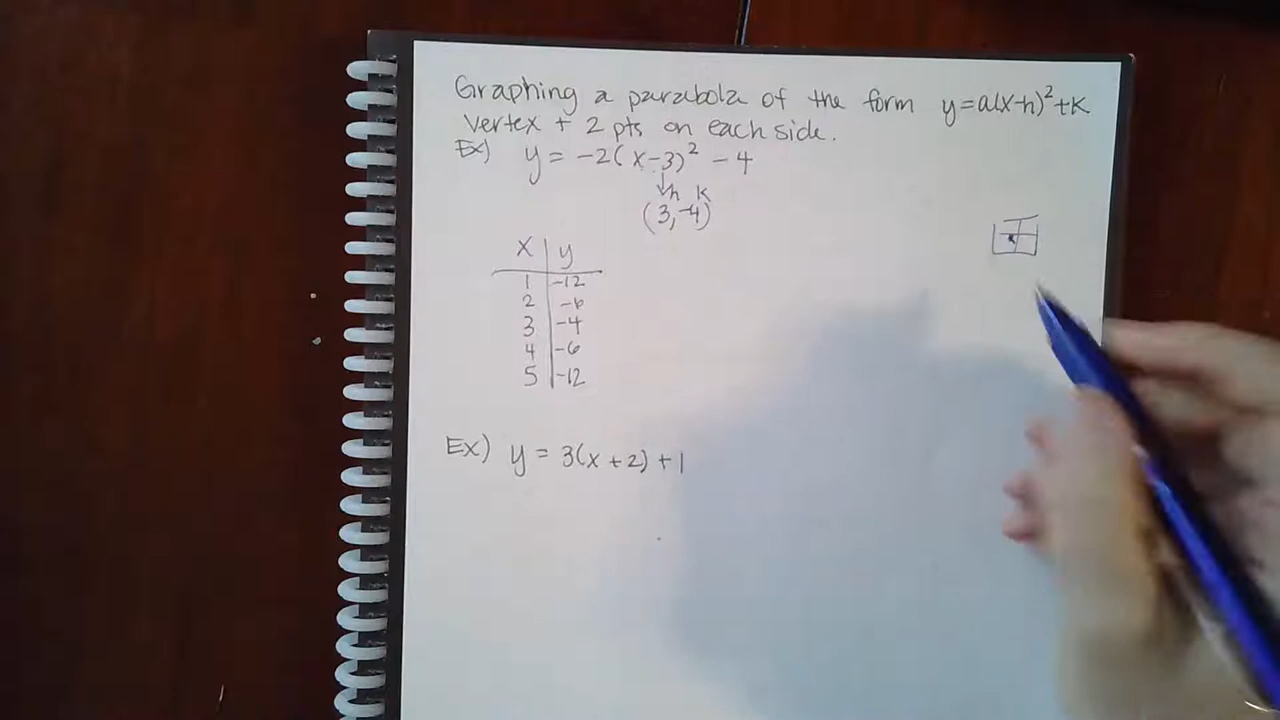 Graphing a parabola of the form y=a(x-h)²+k
vertex + 2 pts on each side.
Ex) y = -2(x-3)² - 4
h k
(3,-4)
x y
1 -12
2 -6
3 -4
4 -6
5 -12
Ex) y = 3(x+2)+1